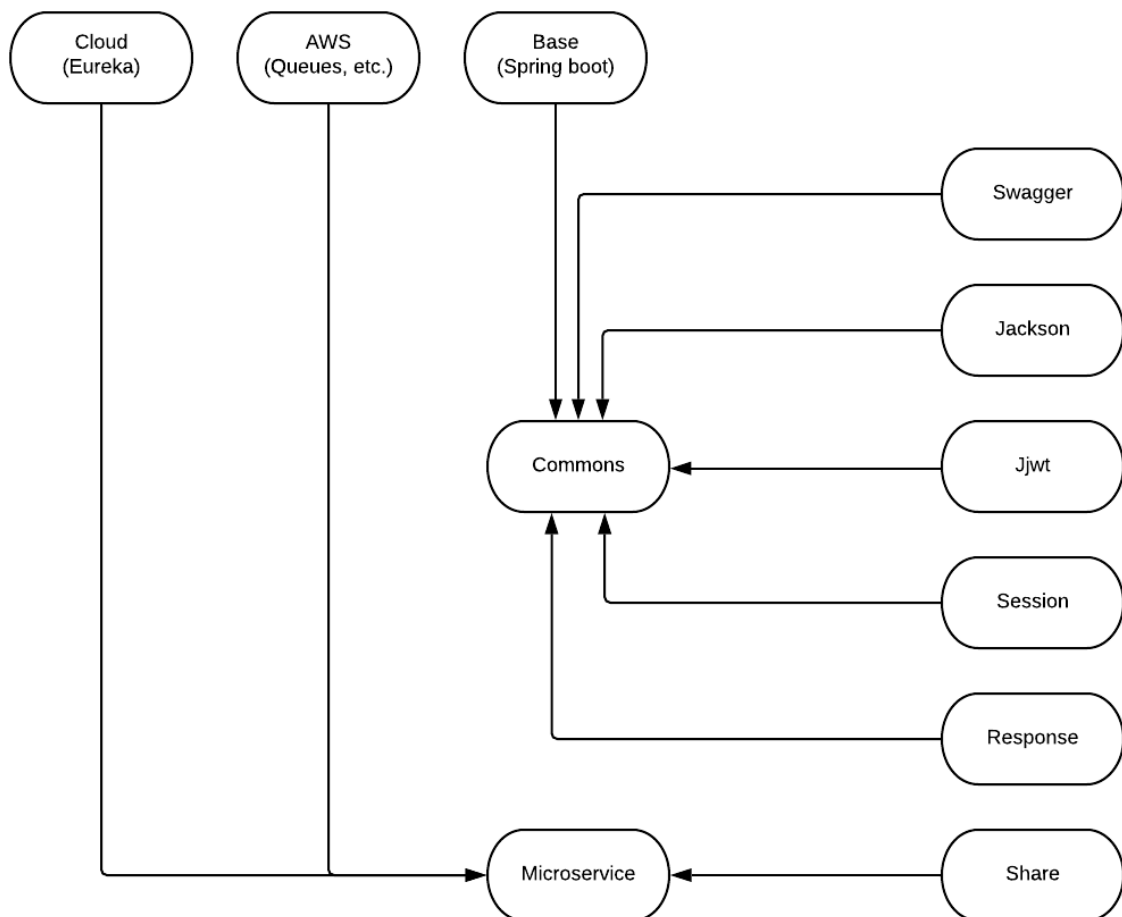 Cloud
(Eureka)
AWS
(Queues, etc.)
Base
(Spring boot)
Swagger
Jackson
Commons
Jjwt
Session
Response
Microservice
Share